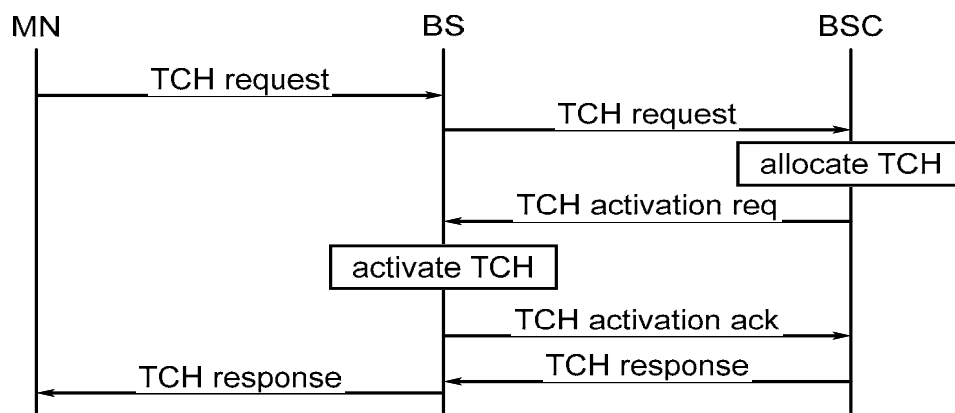 MN
BS
BSC
TCH request
TCH request
allocate TCH
TCH activation req
activate TCH
TCH activation ack
TCH response
TCH response